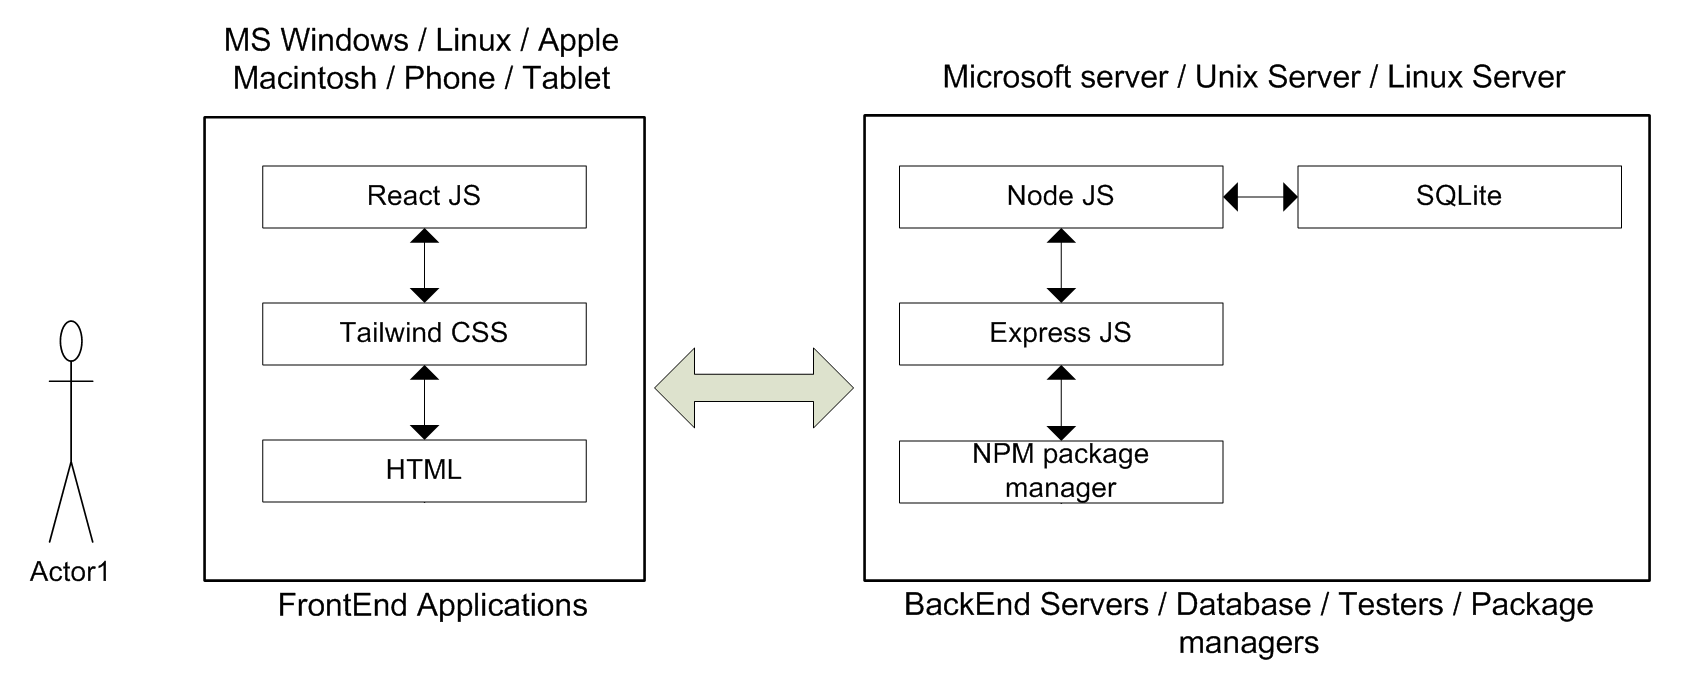 MS Windows / Linux / Apple
Macintosh / Phone / Tablet
React JS
Tailwind CSS
HTML
FrontEnd Applications
Actor1
Microsoft server / Unix Server / Linux Server
Node JS
SQLite
Express JS
NPM package
manager
BackEnd Servers / Database / Testers / Package
managers